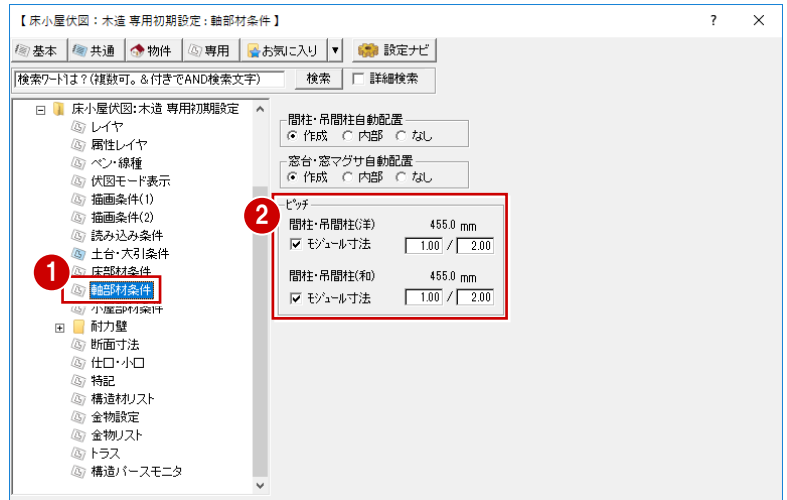 【 床小屋伏図：木造 専用初期設定 : 軸部材条件 】
? ×
基本 共通 物件 専用 お気に入り ▼ 設定ナビ
検索ワードは？(複数可。＆付きでAND検索文字) 検索 詳細検索
床小屋伏図:木造 専用初期設定
レイヤ
属性レイヤ
ペン・線種
伏図モード表示
描画条件(1)
描画条件(2)
読み込み条件
土台・大引条件
床部材条件
軸部材条件
小屋部材条件
耐力壁
断面寸法
仕口・小口
特記
構造材リスト
金物設定
金物リスト
トラス
構造パースモニタ
1
間柱・吊間柱自動配置
作成 内部 なし
窓台・窓マグサ自動配置
作成 内部 なし
2
ピッチ
間柱・吊間柱(洋) 455.0 mm
モジュール寸法 1.00 / 2.00
間柱・吊間柱(和) 455.0 mm
モジュール寸法 1.00 / 2.00